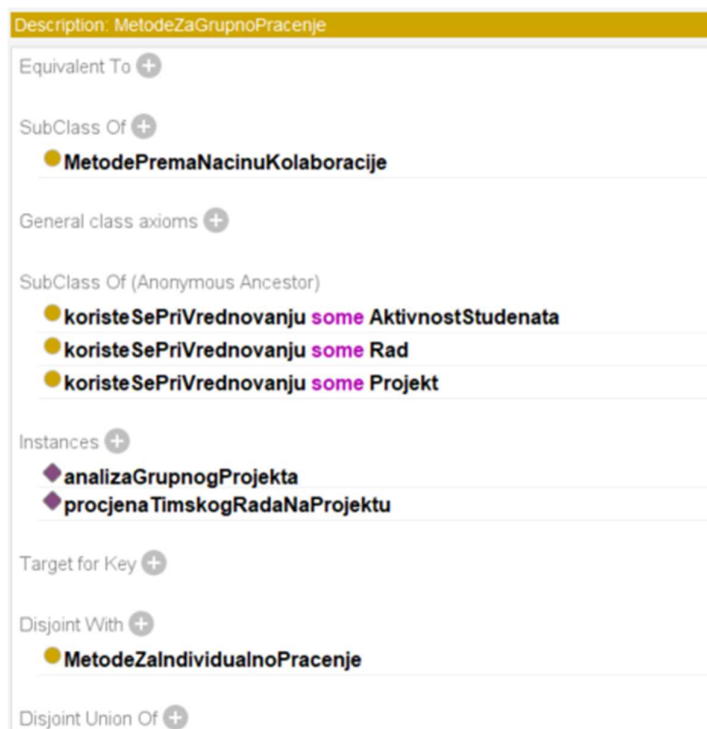 Description: MetodeZaGrupnoPracenje
Equivalent To
SubClass Of
MetodePremaNacinuKolaboracije
General class axioms
SubClass Of (Anonymous Ancestor)
koristeSePriVrednovanju some AktivnostStudenata
koristeSePriVrednovanju some Rad
koristeSePriVrednovanju some Projekt
Instances
analizaGrupnogProjekta
procjenaTimskogRadaNaProjektu
Target for Key
Disjoint With
MetodeZaIndividualnoPracenje
Disjoint Union Of